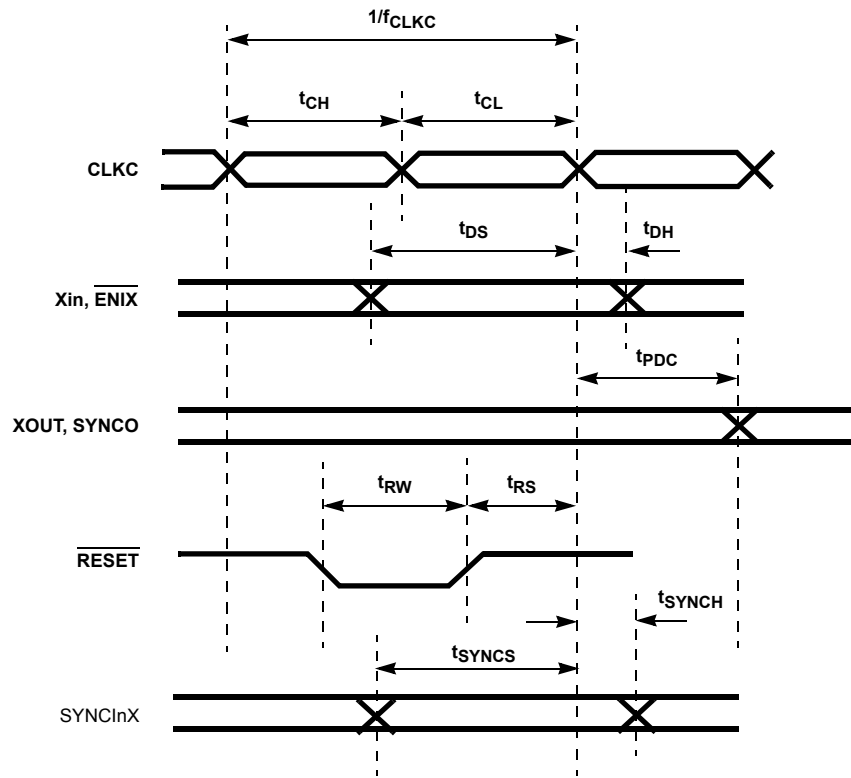 1/fCLKC
tCH tCL
CLKC
tDS tDH
Xin, ENIX
tPDC
XOUT, SYNCO
tRW tRS
RESET
tSYNCH
tSYNCS
SYNCInX